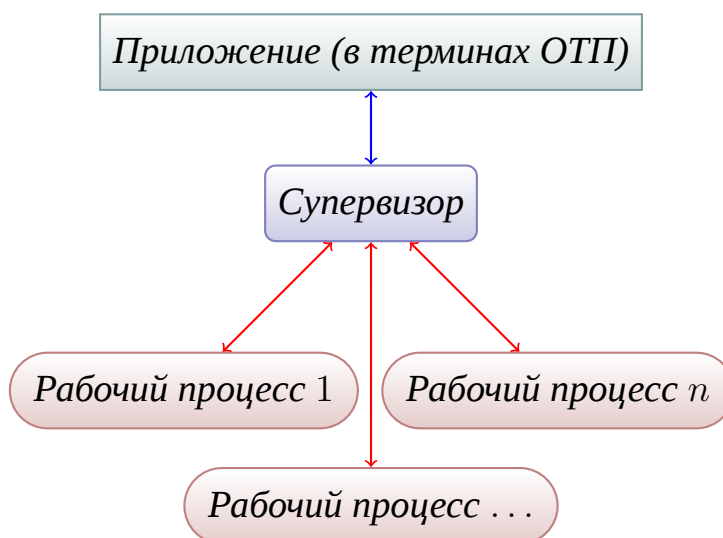 Приложение (в терминах ОТП)
Супервизор
Рабочий процесс 1
Рабочий процесс n
Рабочий процесс ...